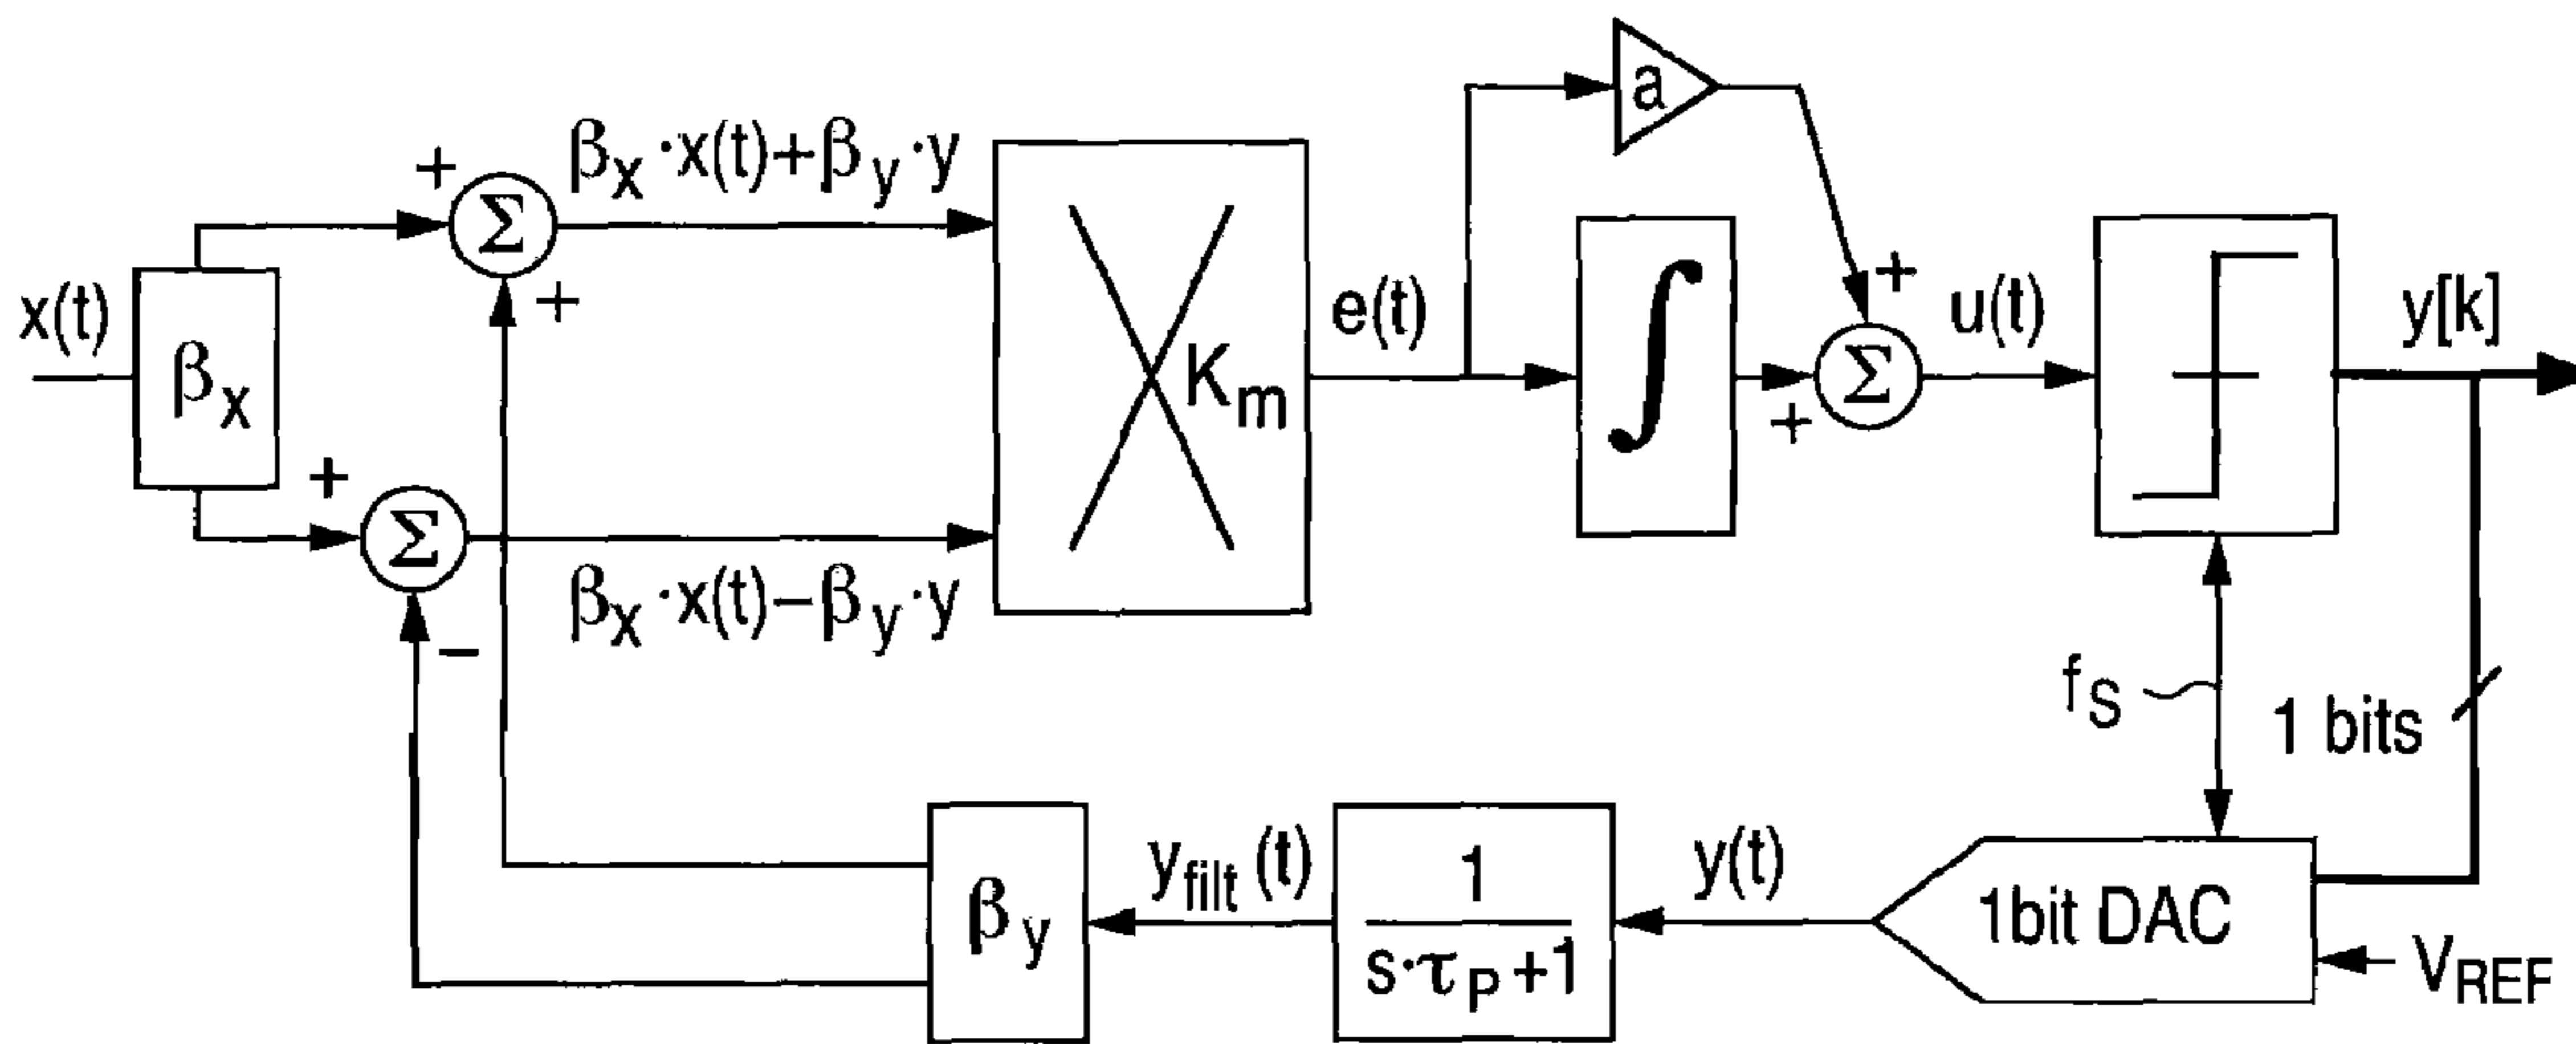 x(t)
βx
+
Σ
+
βx·x(t)+βy·y
+
Σ
−
βx·x(t)−βy·y
Km
e(t)
a
∫
+
+
Σ
u(t)
y[k]
fS
1 bits
1bit DAC
VREF
y(t)
1
s·τP+1
yfilt (t)
βy